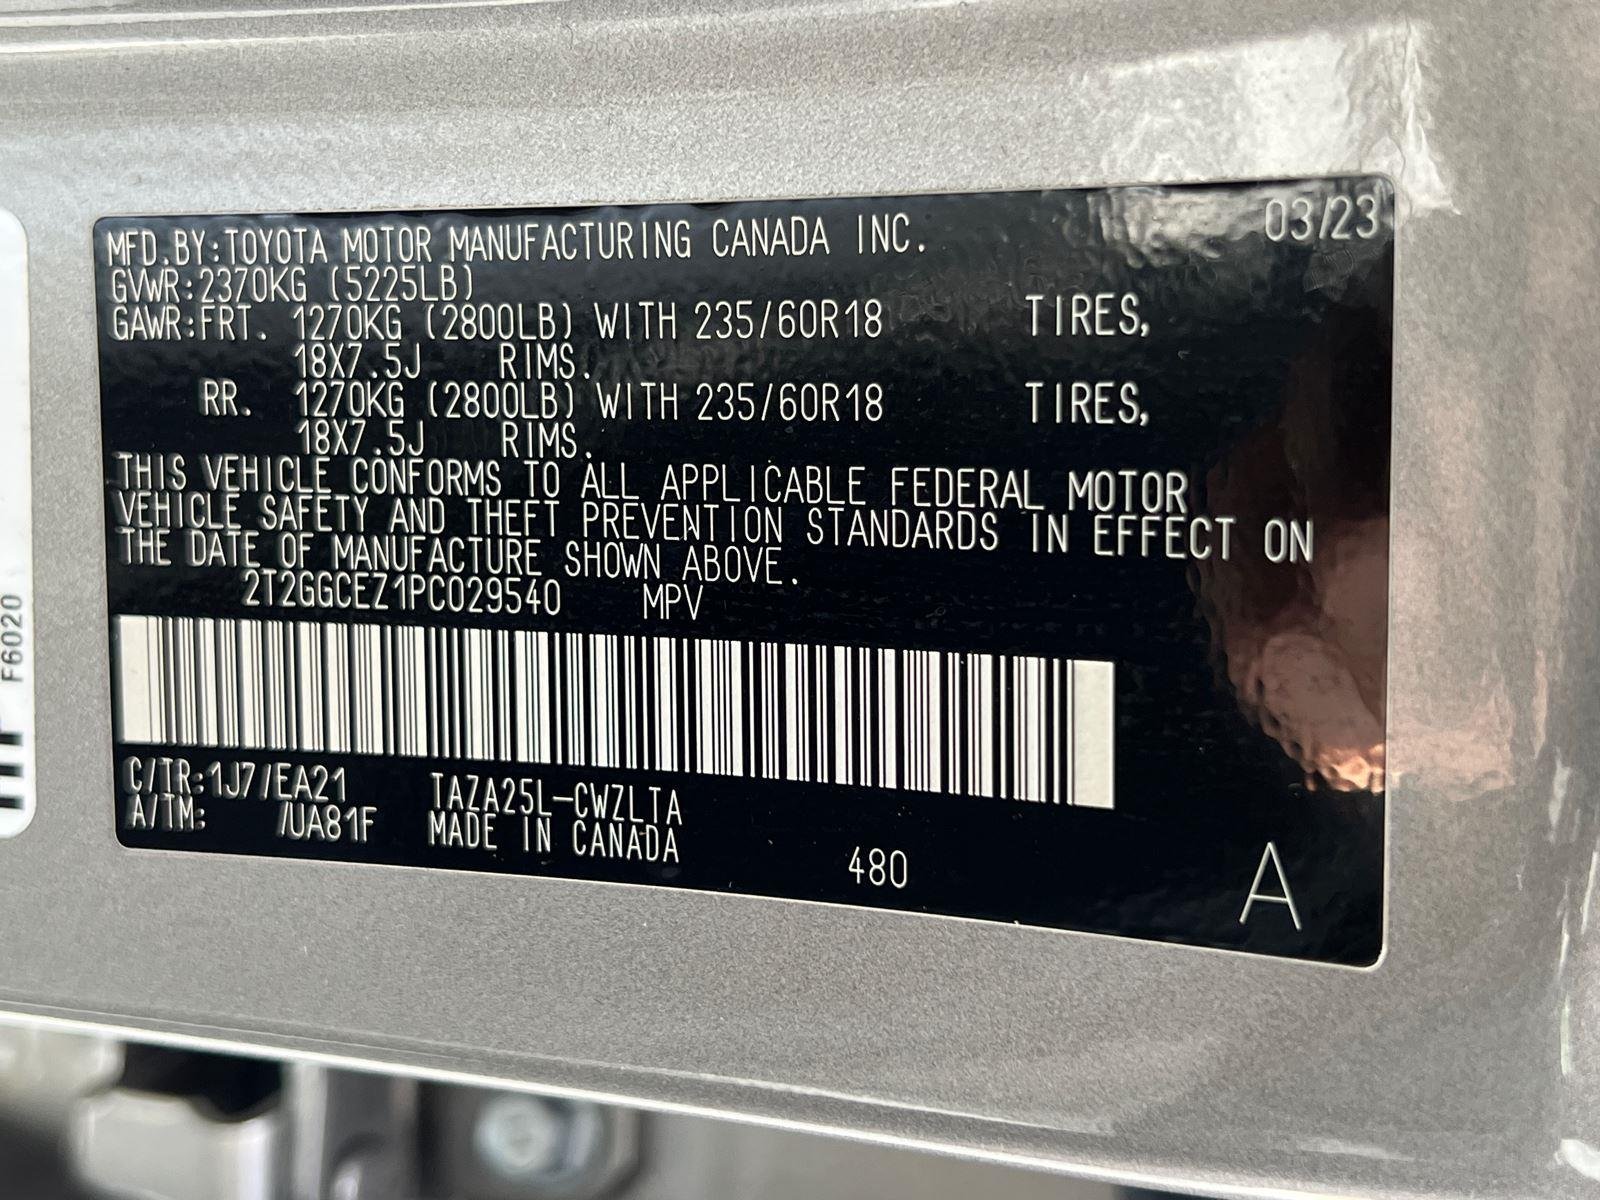 MFD.BY:TOYOTA MOTOR MANUFACTURING CANADA INC. 03/23
GVWR:2370KG (5225LB)
GAWR:FRT. 1270KG (2800LB) WITH 235/60R18 TIRES,
18X7.5J RIMS.
RR. 1270KG (2800LB) WITH 235/60R18 TIRES,
18X7.5J RIMS.
THIS VEHICLE CONFORMS TO ALL APPLICABLE FEDERAL MOTOR
VEHICLE SAFETY AND THEFT PREVENTION STANDARDS IN EFFECT ON
THE DATE OF MANUFACTURE SHOWN ABOVE.
2T2GGCEZ1PC029540 MPV
C/TR:1J7/EA21 TAZA25L-CWZLTA
A/TM: /UA81F MADE IN CANADA
480
A
F6020